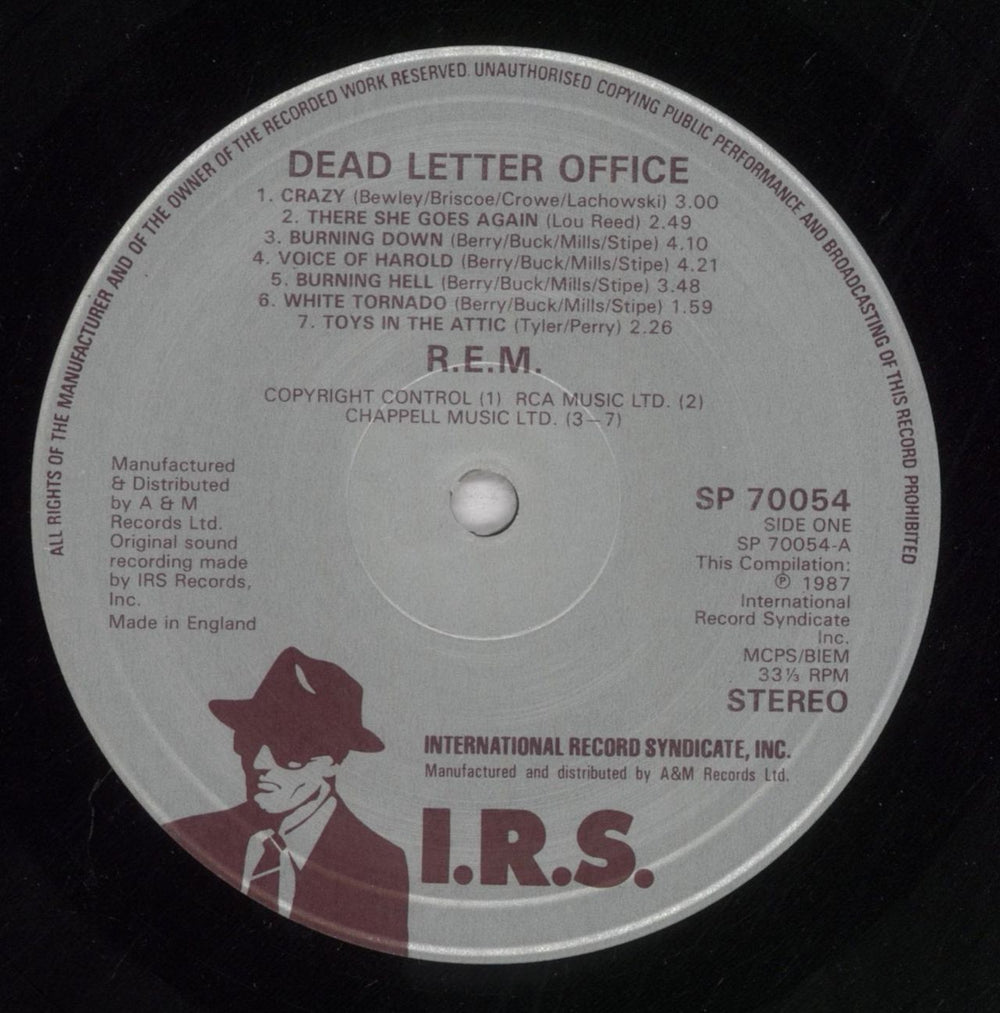 ALL RIGHTS OF THE MANUFACTURER AND OF THE OWNER OF THE RECORDED WORK RESERVED. UNAUTHORISED COPYING PUBLIC PERFORMANCE AND BROADCASTING OF THIS RECORD PROHIBITED
DEAD LETTER OFFICE
1. CRAZY (Bewley/Briscoe/Crowe/Lachowski) 3.00
2. THERE SHE GOES AGAIN (Lou Reed) 2.49
3. BURNING DOWN (Berry/Buck/Mills/Stipe) 4.10
4. VOICE OF HAROLD (Berry/Buck/Mills/Stipe) 4.21
5. BURNING HELL (Berry/Buck/Mills/Stipe) 3.48
6. WHITE TORNADO (Berry/Buck/Mills/Stipe) 1.59
7. TOYS IN THE ATTIC (Tyler/Perry) 2.26
R.E.M.
COPYRIGHT CONTROL (1) RCA MUSIC LTD. (2)
CHAPPELL MUSIC LTD. (3–7)
Manufactured
& Distributed
by A & M
Records Ltd.
Original sound
recording made
by IRS Records,
Inc.
Made in England
SP 70054
SIDE ONE
SP 70054-A
This Compilation:
℗ 1987
International
Record Syndicate
Inc.
MCPS/BIEM
33⅓ RPM
STEREO
INTERNATIONAL RECORD SYNDICATE, INC.
Manufactured and distributed by A&M Records Ltd.
I.R.S.